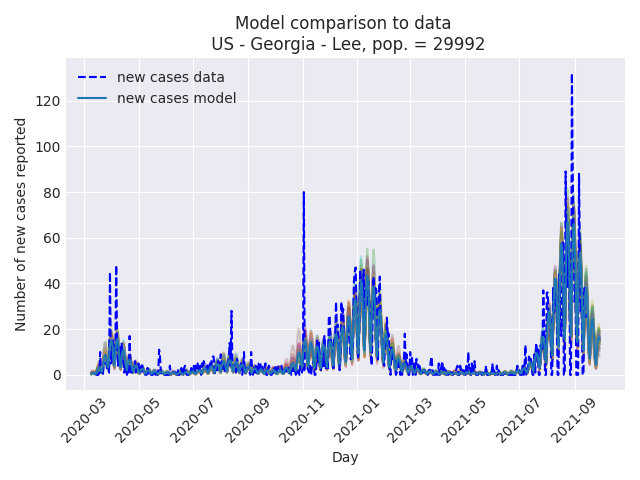 Model comparison to data
US - Georgia - Lee, pop. = 29992
new cases data
new cases model
Number of new cases reported
120
100
80
60
40
20
0
2020-03
2020-05
2020-07
2020-09
2020-11
2021-01
2021-03
2021-05
2021-07
2021-09
Day